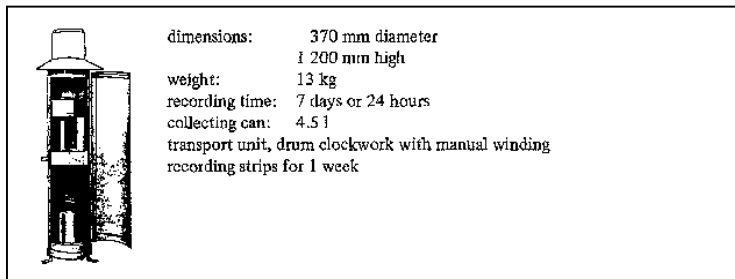 dimensions: 370 mm diameter
1 200 mm high
weight: 13 kg
recording time: 7 days or 24 hours
collecting can: 4.5 l
transport unit, drum clockwork with manual winding
recording strips for 1 week